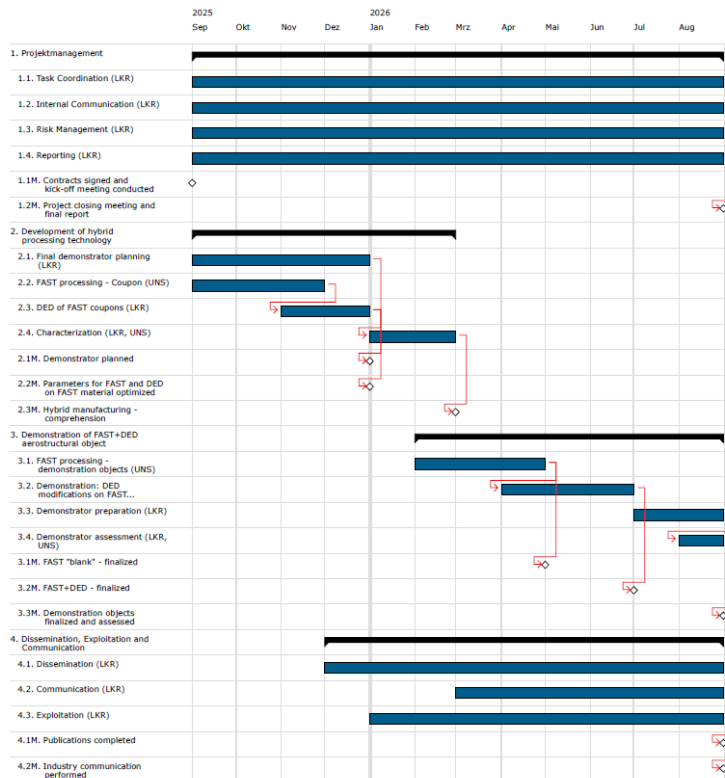 2025 2026
Sep Okt Nov Dez Jan Feb Mrz Apr Mai Jun Jul Aug
1. Projektmanagement
1.1. Task Coordination (LKR)
1.2. Internal Communication (LKR)
1.3. Risk Management (LKR)
1.4. Reporting (LKR)
1.1M. Contracts signed and
kick-off meeting conducted
1.2M. Project closing meeting and
final report
2. Development of hybrid
processing technology
2.1. Final demonstrator planning
(LKR)
2.2. FAST processing - Coupon (UNS)
2.3. DED of FAST coupons (LKR)
2.4. Characterization (LKR, UNS)
2.1M. Demonstrator planned
2.2M. Parameters for FAST and DED
on FAST material optimized
2.3M. Hybrid manufacturing -
comprehension
3. Demonstration of FAST+DED
aerostructural object
3.1. FAST processing -
demonstration objects (UNS)
3.2. Demonstration: DED
modifications on FAST...
3.3. Demonstrator preparation (LKR)
3.4. Demonstrator assessment (LKR,
UNS)
3.1M. FAST "blank" - finalized
3.2M. FAST+DED - finalized
3.3M. Demonstration objects
finalized and assessed
4. Dissemination, Exploitation and
Communication
4.1. Dissemination (LKR)
4.2. Communication (LKR)
4.3. Exploitation (LKR)
4.1M. Publications completed
4.2M. Industry communication
performed